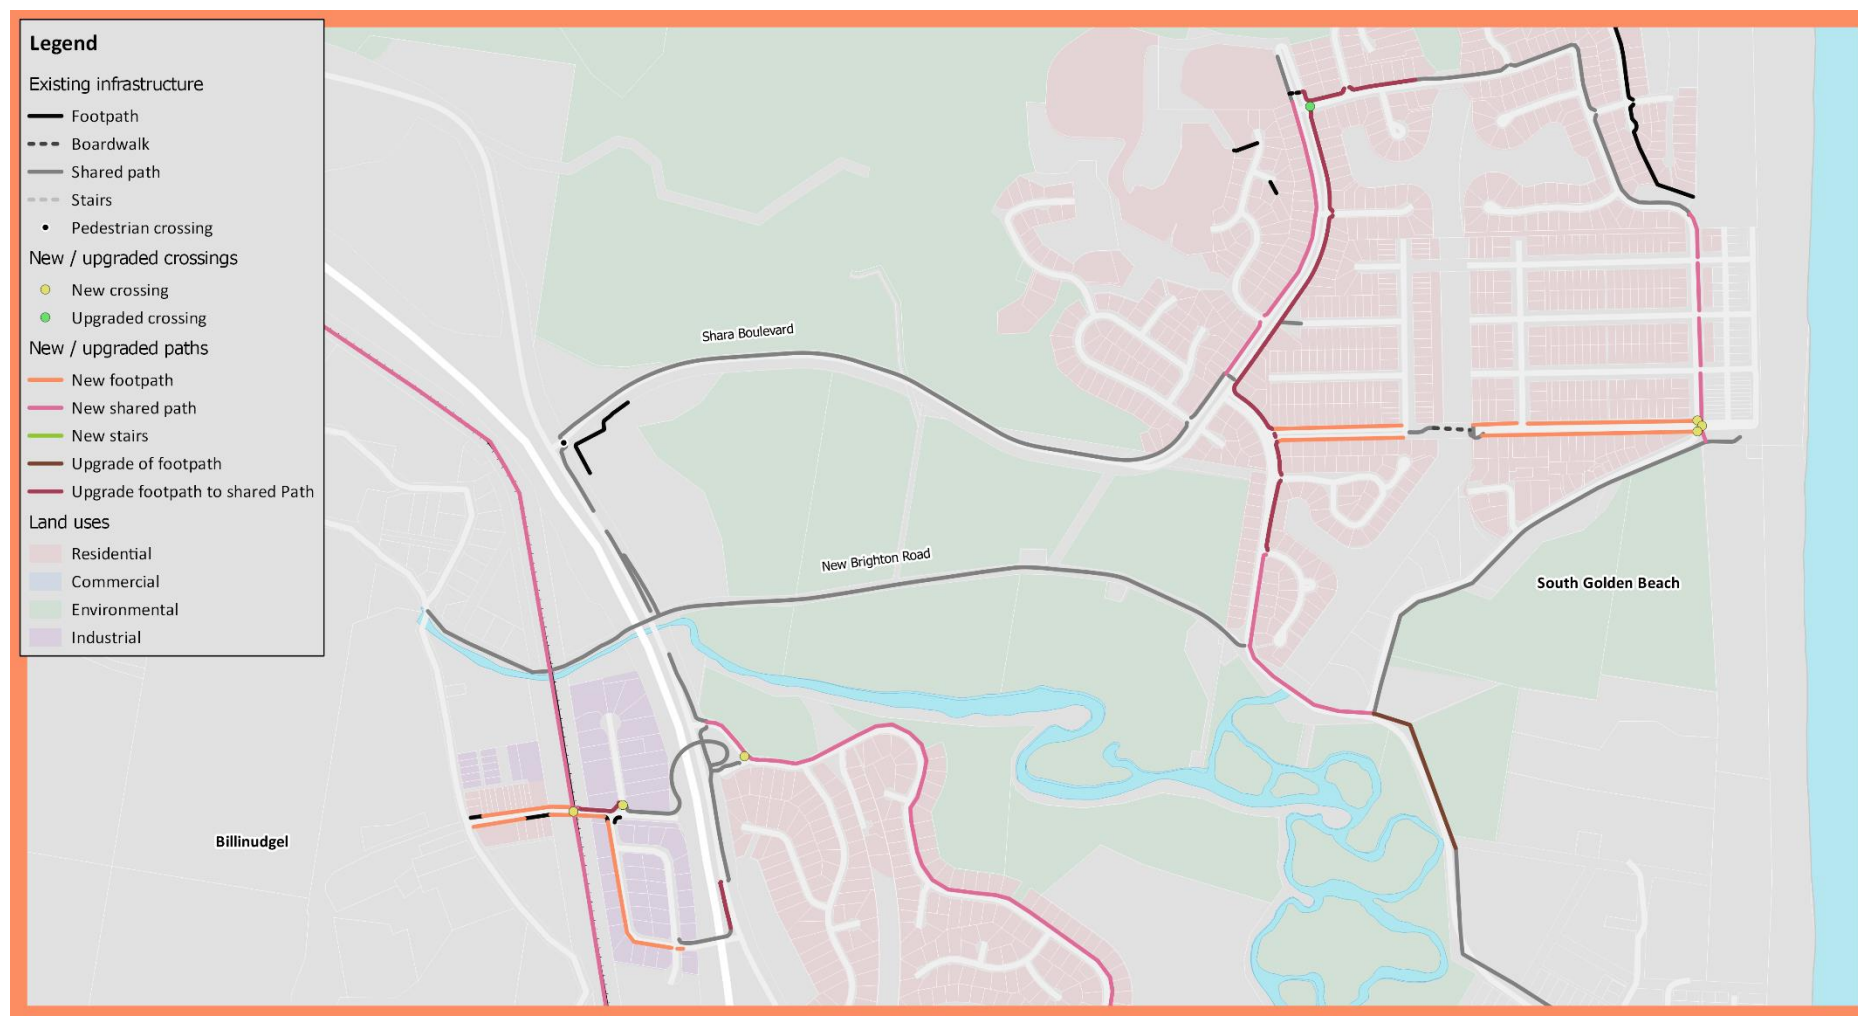 Legend
Existing infrastructure
Footpath
Boardwalk
Shared path
Stairs
Pedestrian crossing
New / upgraded crossings
New crossing
Upgraded crossing
New / upgraded paths
New footpath
New shared path
New stairs
Upgrade of footpath
Upgrade footpath to shared Path
Land uses
Residential
Commercial
Environmental
Industrial
Shara Boulevard
New Brighton Road
South Golden Beach
Billinudgel